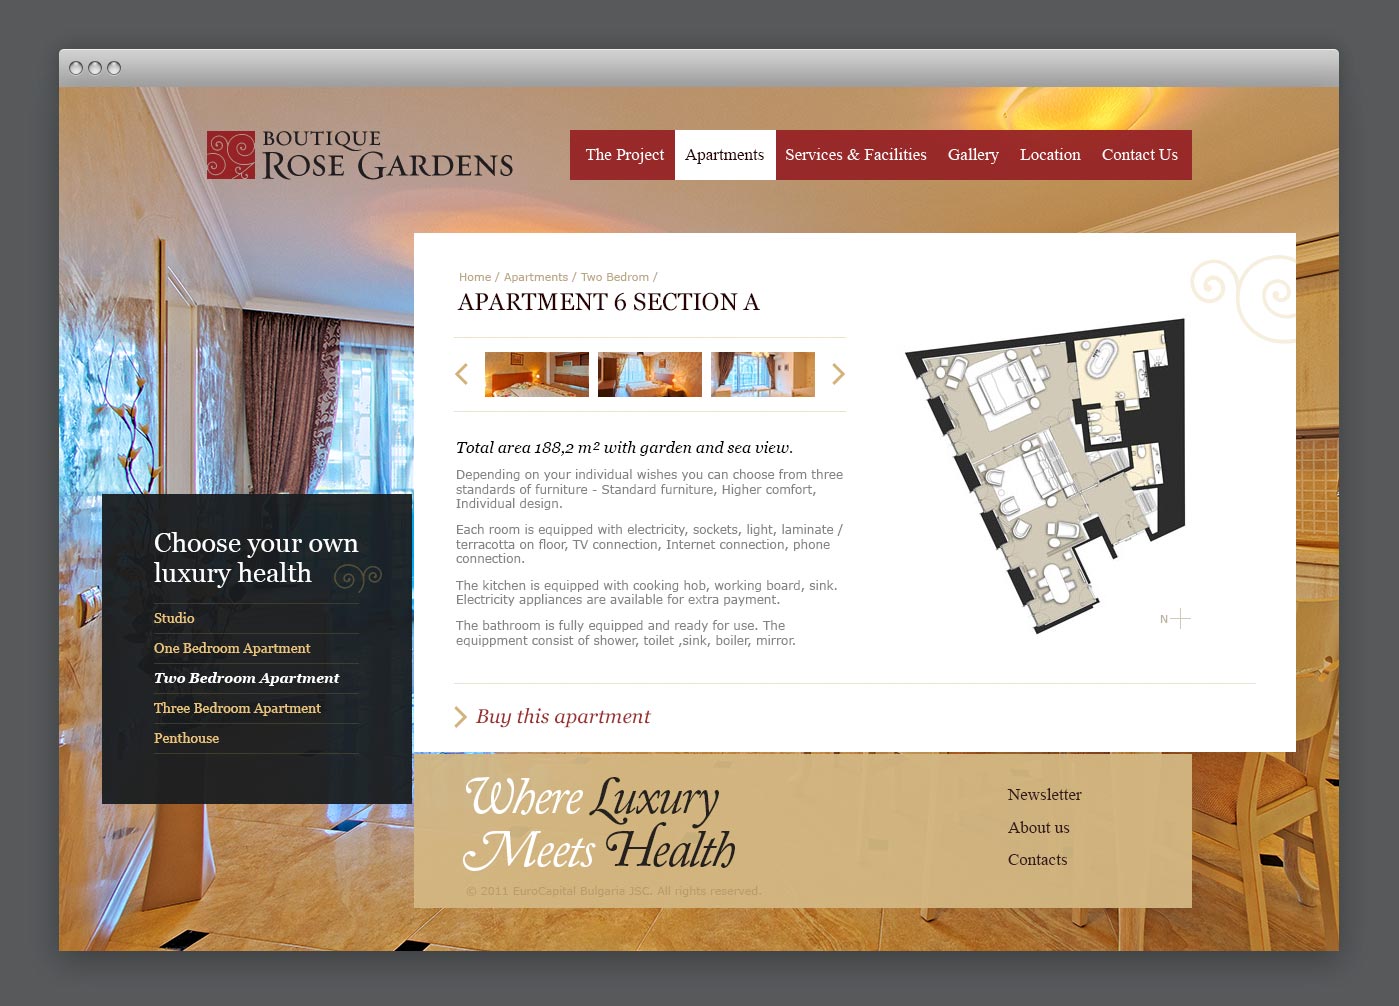 BOUTIQUE
ROSE GARDENS
The Project Apartments Services & Facilities Gallery Location Contact Us
Home / Apartments / Two Bedrom /
APARTMENT 6 SECTION A
Total area 188,2 m² with garden and sea view.
Depending on your individual wishes you can choose from three
standards of furniture - Standard furniture, Higher comfort,
Individual design.
Each room is equipped with electricity, sockets, light, laminate /
terracotta on floor, TV connection, Internet connection, phone
connection.
The kitchen is equipped with cooking hob, working board, sink.
Electricity appliances are available for extra payment.
The bathroom is fully equipped and ready for use. The
equippment consist of shower, toilet ,sink, boiler, mirror.
N
Buy this apartment
Choose your own
luxury health
Studio
One Bedroom Apartment
Two Bedroom Apartment
Three Bedroom Apartment
Penthouse
Where Luxury
Meets Health
© 2011 EuroCapital Bulgaria JSC. All rights reserved.
Newsletter
About us
Contacts